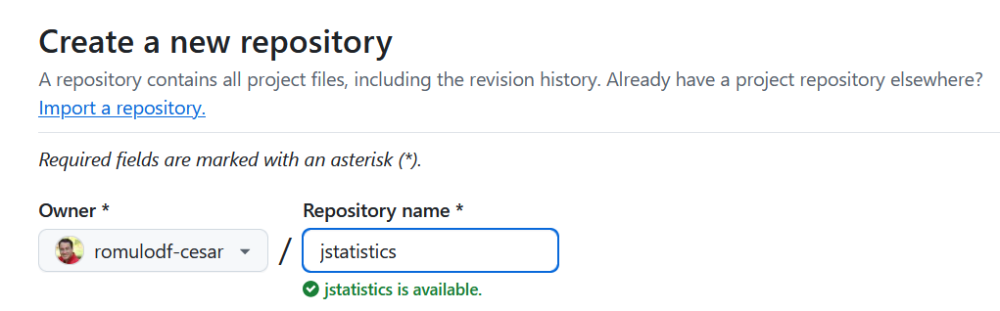 Create a new repository
A repository contains all project files, including the revision history. Already have a project repository elsewhere?
Import a repository.
Required fields are marked with an asterisk (*).
Owner *
Repository name *
romulodf-cesar
/
jstatistics
jstatistics is available.